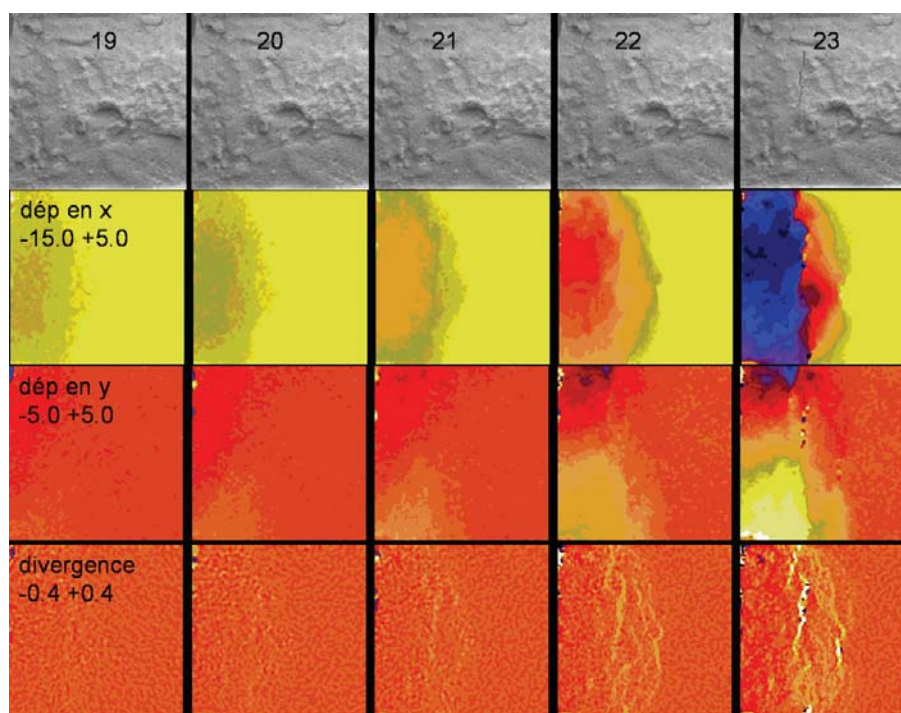 19
20
21
22
23
dép en x
-15.0 +5.0
dép en y
-5.0 +5.0
divergence
-0.4 +0.4